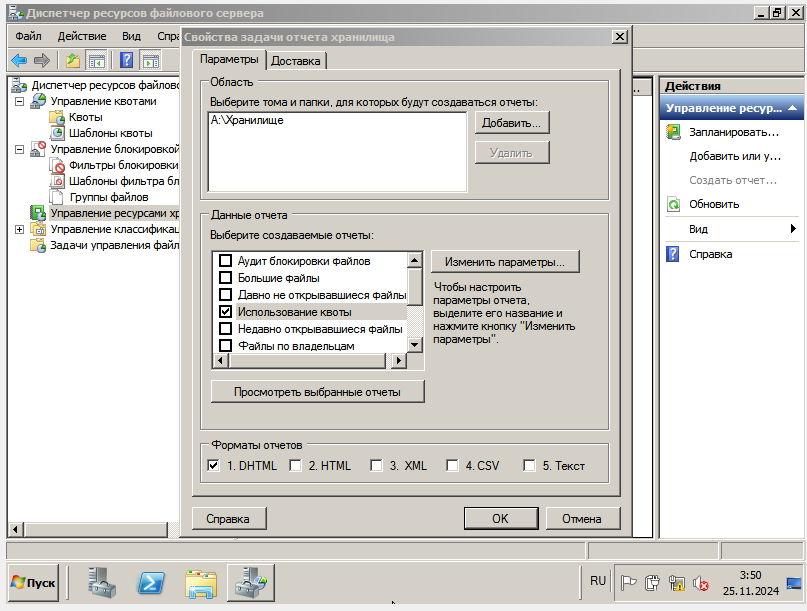 Диспетчер ресурсов файлового сервера
Файл Действие Вид Спра
Диспетчер ресурсов файловс
Управление квотами
Квоты
Шаблоны квоты
Управление блокировкой
Фильтры блокировки
Шаблоны фильтра бл
Группы файлов
Управление ресурсами хр
Управление классификац
Задачи управления файл
Свойства задачи отчета хранилища
Параметры Доставка
Область
Выберите тома и папки, для которых будут создаваться отчеты:
A:\Хранилище
Добавить...
Удалить
Данные отчета
Выберите создаваемые отчеты:
Аудит блокировки файлов
Большие файлы
Давно не открывавшиеся файлы
Использование квоты
Недавно открывавшиеся файлы
Файлы по владельцам
Изменить параметры...
Чтобы настроить
параметры отчета,
выделите его название и
нажмите кнопку "Изменить
параметры".
Просмотреть выбранные отчеты
Форматы отчетов
1. DHTML 2. HTML 3. XML 4. CSV 5. Текст
Справка OK Отмена
..
Действия
Управление ресур...
Запланировать...
Добавить или у...
Создать отчет...
Обновить
Вид
Справка
Пуск
RU
3:50
25.11.2024